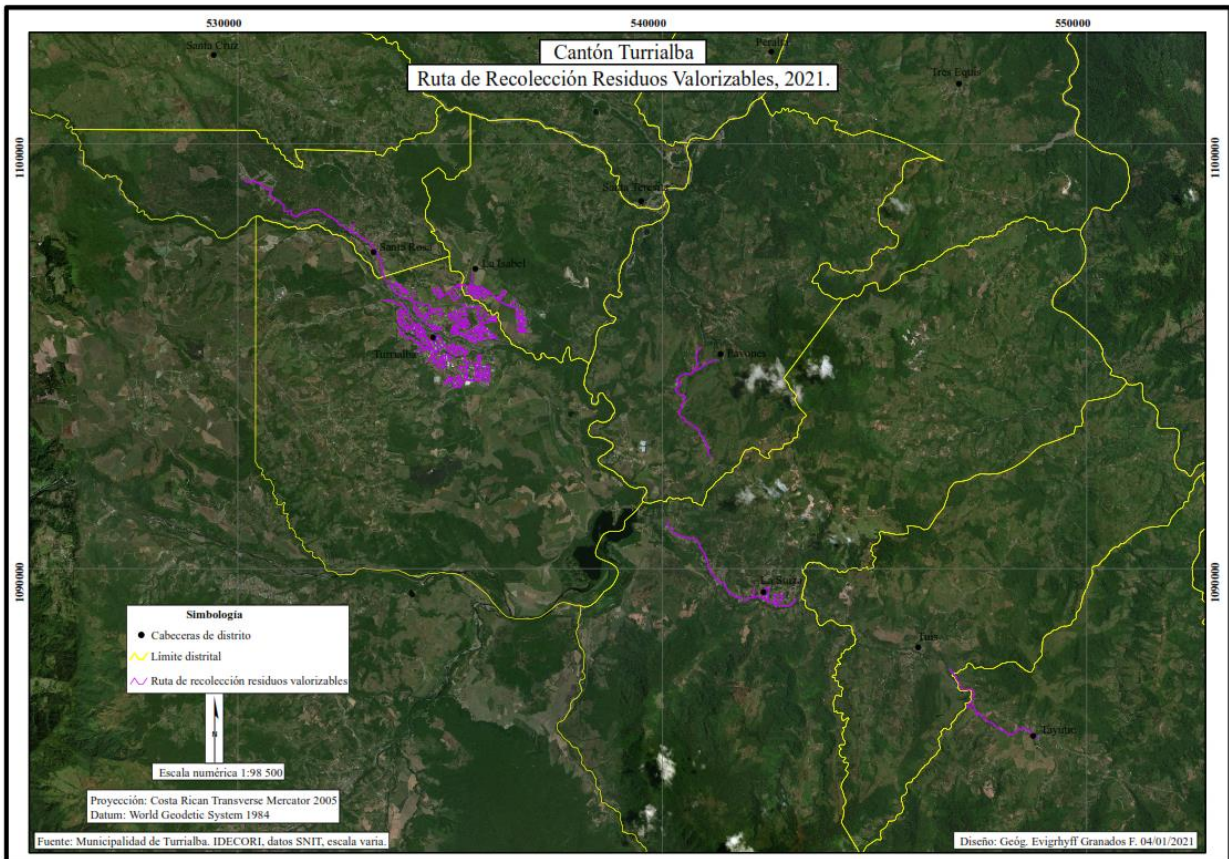 530000
540000
550000
Cantón Turrialba
Ruta de Recolección Residuos Valorizables, 2021.
Santa Cruz
Peralta
Tres Equis
1100000
1100000
Santa Teresita
Santa Rosa
La Isabel
Turrialba
Pavones
1090000
1090000
La Suiza
Tuis
Tayutic
Simbología
Cabeceras de distrito
Límite distrital
Ruta de recolección residuos valorizables
N
Escala numérica 1:98 500
Proyección: Costa Rican Transverse Mercator 2005
Datum: World Geodetic System 1984
Fuente: Municipalidad de Turrialba. IDECORI, datos SNIT, escala varia.
Diseño: Geóg. Evigrhyff Granados F. 04/01/2021